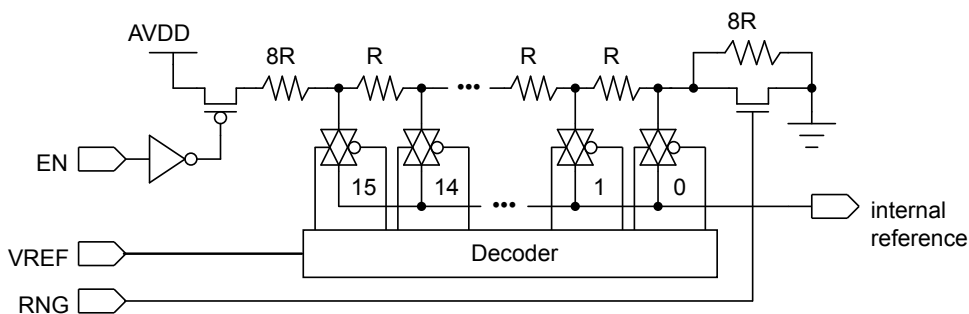 8R
AVDD
8R R ••• R R
EN
15 14 1 0
•••
internal
reference
VREF
Decoder
RNG